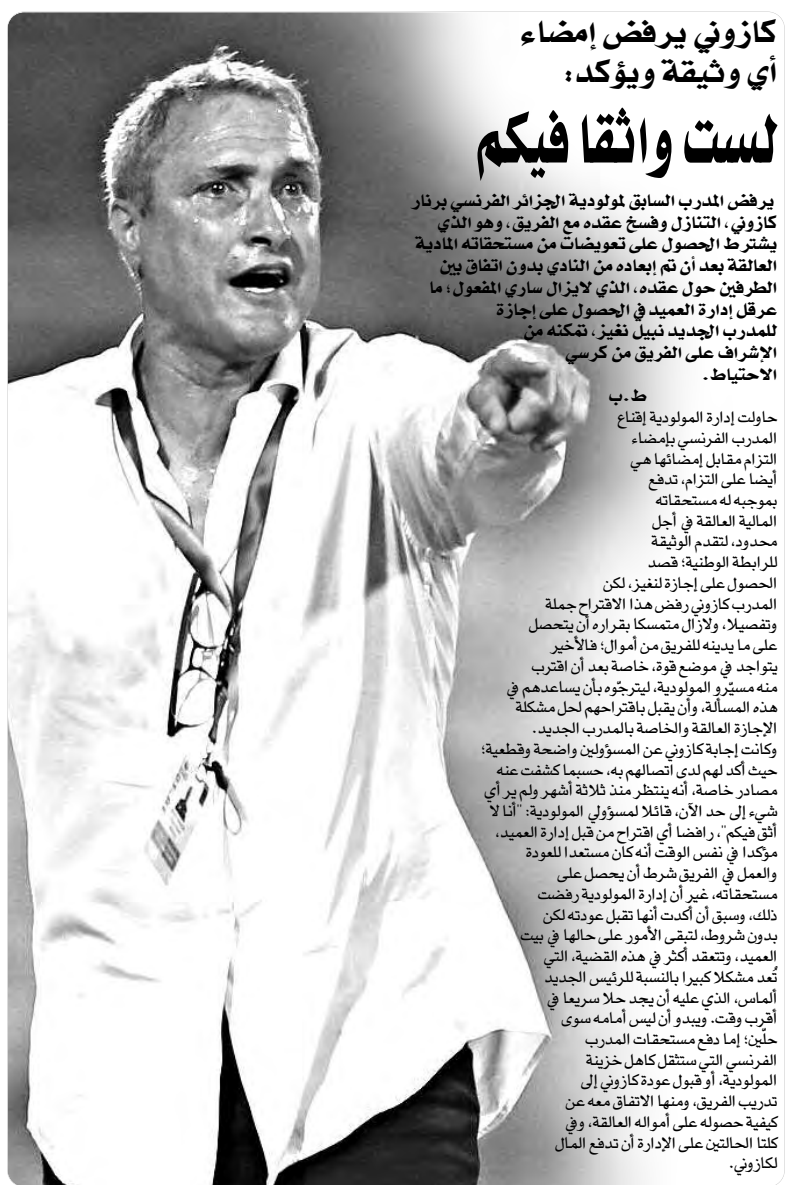 كازوني يرفض إمضاء
أي وثيقة ويؤكد:
لست واثقا فيكم
يرفض المدرب السابق لمولودية الجزائر الفرنسي برنار
كازوني، التنازل وفسخ عقده مع الفريق، وهو الذي
يشترط الحصول على تعويضات من مستحقاته المادية
العالقة بعد أن تم إبعاده من النادي بدون اتفاق بين
الطرفين حول عقده، الذي لايزال ساري المفعول؛ ما
عرقل إدارة العميد في الحصول على إجازة
للمدرب الجديد نبيل نغيز، تمكنه من
الإشراف على الفريق من كرسي
الاحتياط.
ط.ب
حاولت إدارة المولودية إقناع
المدرب الفرنسي بإمضاء
التزام مقابل إمضائها هي
أيضا على التزام، تدفع
بموجبه له مستحقاته
المالية العالقة في أجل
محدود، لتقدم الوثيقة
للرابطة الوطنية؛ قصد
الحصول على إجازة لنغيز، لكن
المدرب كازوني رفض هذا الاقتراح جملة
وتفصيلا، ولازال متمسكا بقراره أن يتحصل
على ما يدينه للفريق من أموال؛ فالأخير
يتواجد في موضع قوة، خاصة بعد أن اقترب
منه مسيّرو المولودية، ليترجّوه بأن يساعدهم في
هذه المسألة، وأن يقبل باقتراحهم لحل مشكلة
الإجازة العالقة والخاصة بالمدرب الجديد.
وكانت إجابة كازوني عن المسؤولين واضحة وقطعية؛
حيث أكد لهم لدى اتصالهم به، حسبما كشفت عنه
مصادر خاصة، أنه ينتظر منذ ثلاثة أشهر ولم ير أي
شيء إلى حد الآن، قائلا لمسؤولي المولودية: "أنا لا
أثق فيكم"، رافضا أي اقتراح من قبل إدارة العميد،
مؤكدا في نفس الوقت أنه كان مستعدا للعودة
والعمل في الفريق شرط أن يحصل على
مستحقاته، غير أن إدارة المولودية رفضت
ذلك، وسبق أن أكدت أنها تقبل عودته لكن
بدون شروط، لتبقى الأمور على حالها في بيت
العميد، وتتعقد أكثر في هذه القضية، التي
تُعد مشكلا كبيرا بالنسبة للرئيس الجديد
ألماس، الذي عليه أن يجد حلا سريعا في
أقرب وقت. ويبدو أن ليس أمامه سوى
حلّين؛ إما دفع مستحقات المدرب
الفرنسي التي ستثقل كاهل خزينة
المولودية، أو قبول عودة كازوني إلى
تدريب الفريق، ومنها الاتفاق معه عن
كيفية حصوله على أمواله العالقة، وفي
كلتا الحالتين على الإدارة أن تدفع المال
لكازوني.